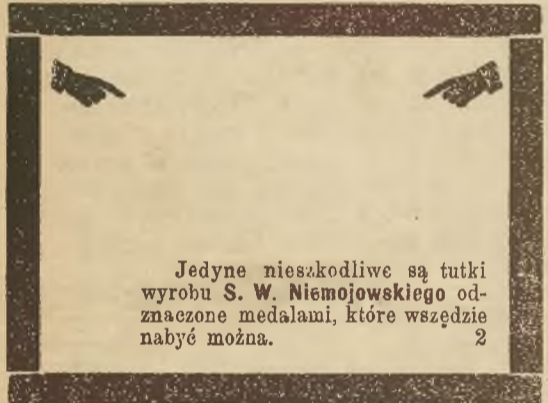 Jedyne nieszkodliwe są tutki
wyrobu S. W. Niemojowskiego od-
znaczone medalami, które wszędzie
nabyć można. 2